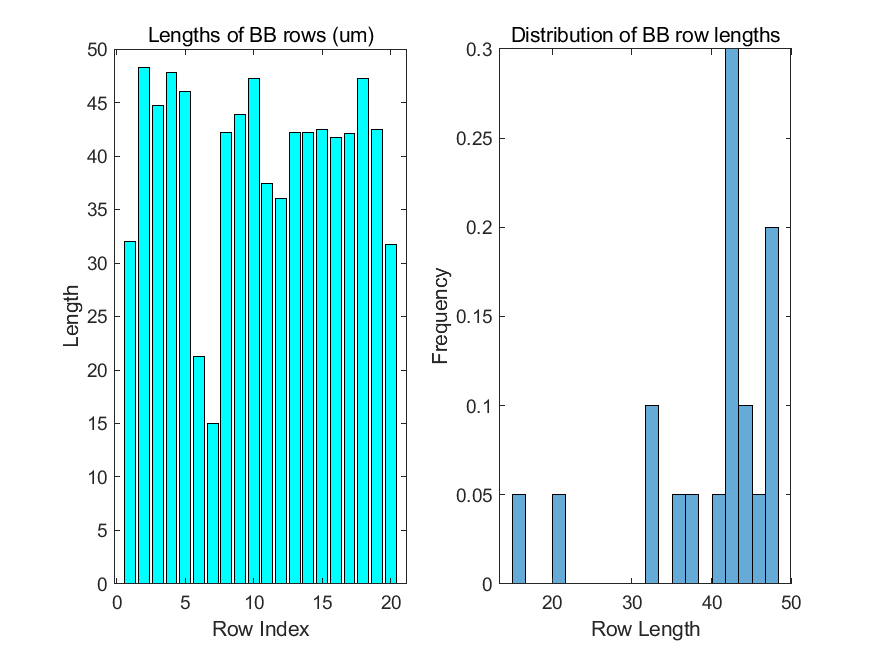 Lengths of BB rows (um)
50
45
40
35
30
25
20
15
10
5
0
Length
0 5 10 15 20
Row Index
Distribution of BB row lengths
0.3
0.25
0.2
0.15
0.1
0.05
0
Frequency
20 30 40 50
Row Length